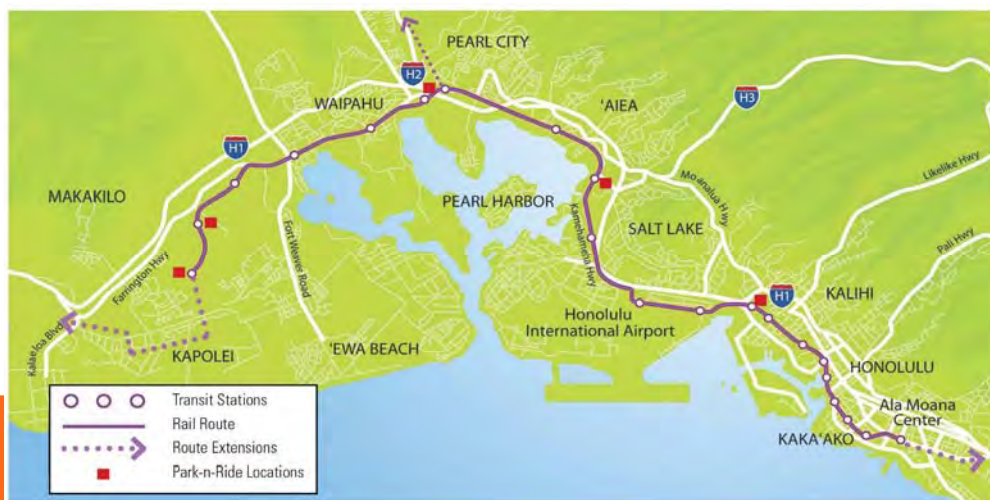 PEARL CITY
H2
WAIPAHU
'AIEA
H3
H1
MAKAKILO
Likelike Hwy
Moanalua Hwy
PEARL HARBOR
Pali Hwy
Farrington Hwy
Fort Weaver Road
Kamehameha Hwy
SALT LAKE
H1
KALIHI
Honolulu
International Airport
Kalaeloa Blvd
KAPOLEI
'EWA BEACH
HONOLULU
Ala Moana
Center
KAKA'AKO
Transit Stations
Rail Route
Route Extensions
Park-n-Ride Locations